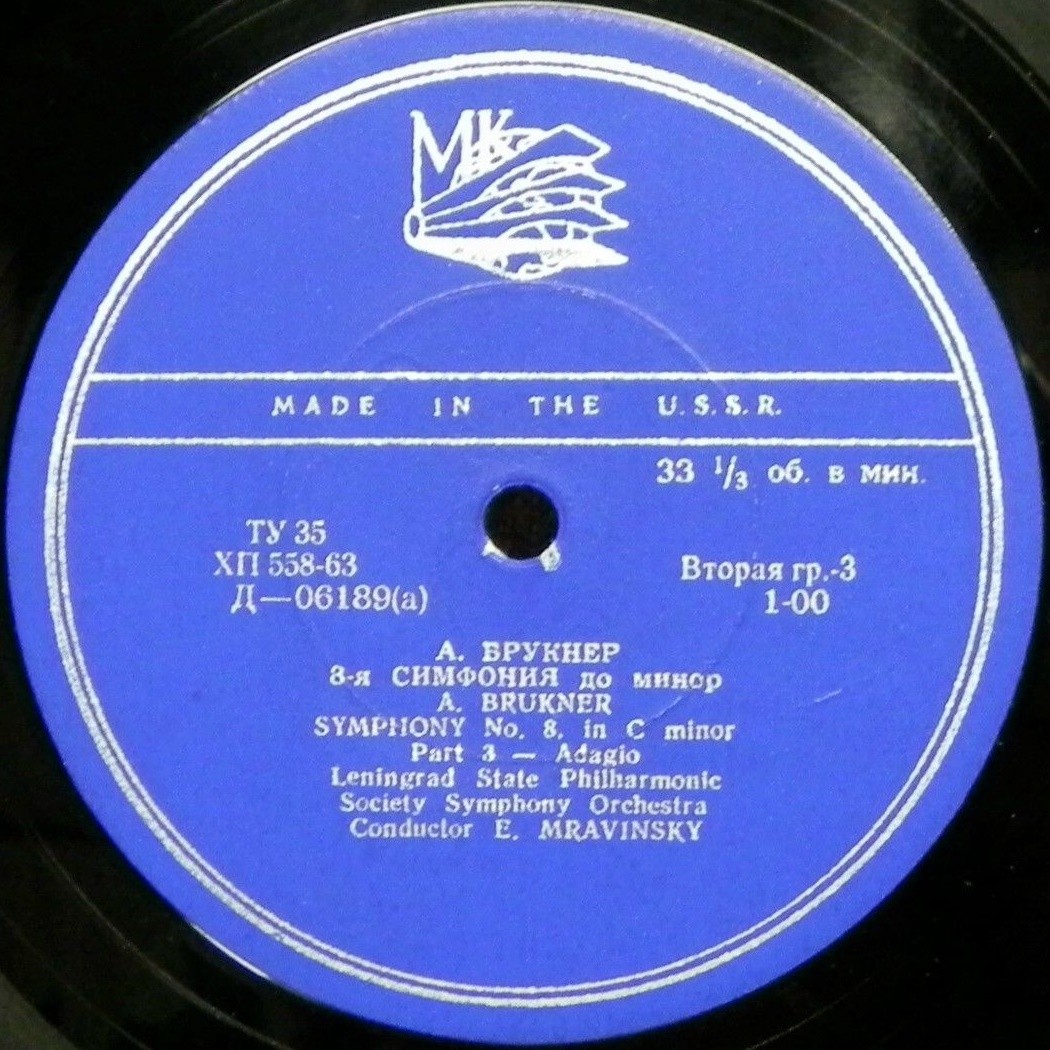 МК
MADE IN THE U.S.S.R.
33 1/3 об. в мин.
ТУ 35
ХП 558-63
Д—06189(а)
Вторая гр.-3
1-00
А. БРУКНЕР
8-я СИМФОНИЯ до минор
A. BRUKNER
SYMPHONY No. 8, in C minor
Part 3 — Adagio
Leningrad State Philharmonic
Society Symphony Orchestra
Conductor E. MRAVINSKY